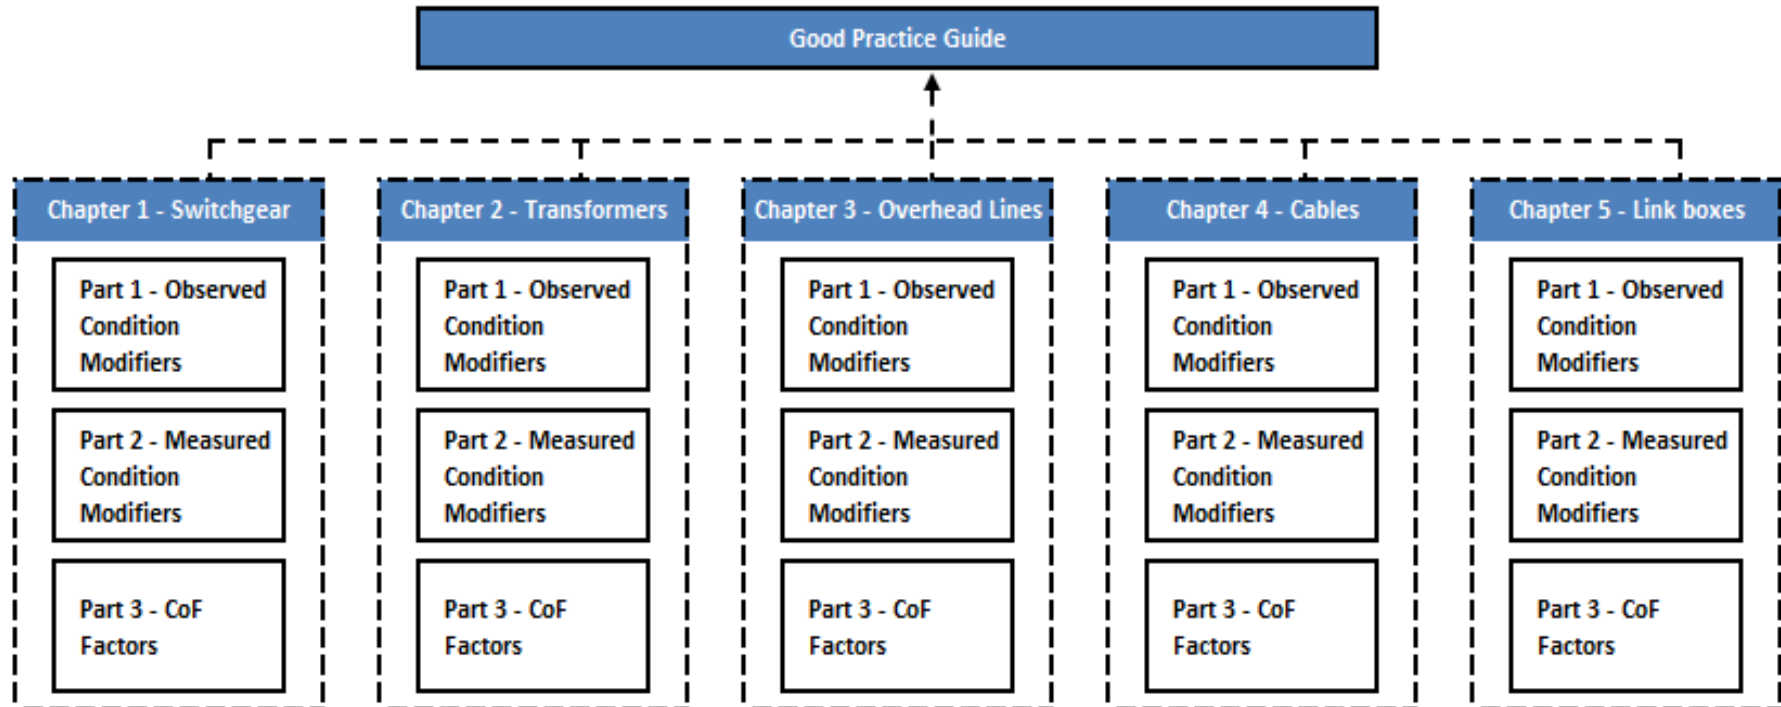 Good Practice Guide
Chapter 1 - Switchgear
Part 1 - Observed
Condition
Modifiers
Part 2 - Measured
Condition
Modifiers
Part 3 - CoF
Factors
Chapter 2 - Transformers
Part 1 - Observed
Condition
Modifiers
Part 2 - Measured
Condition
Modifiers
Part 3 - CoF
Factors
Chapter 3 - Overhead Lines
Part 1 - Observed
Condition
Modifiers
Part 2 - Measured
Condition
Modifiers
Part 3 - CoF
Factors
Chapter 4 - Cables
Part 1 - Observed
Condition
Modifiers
Part 2 - Measured
Condition
Modifiers
Part 3 - CoF
Factors
Chapter 5 - Link boxes
Part 1 - Observed
Condition
Modifiers
Part 2 - Measured
Condition
Modifiers
Part 3 - CoF
Factors